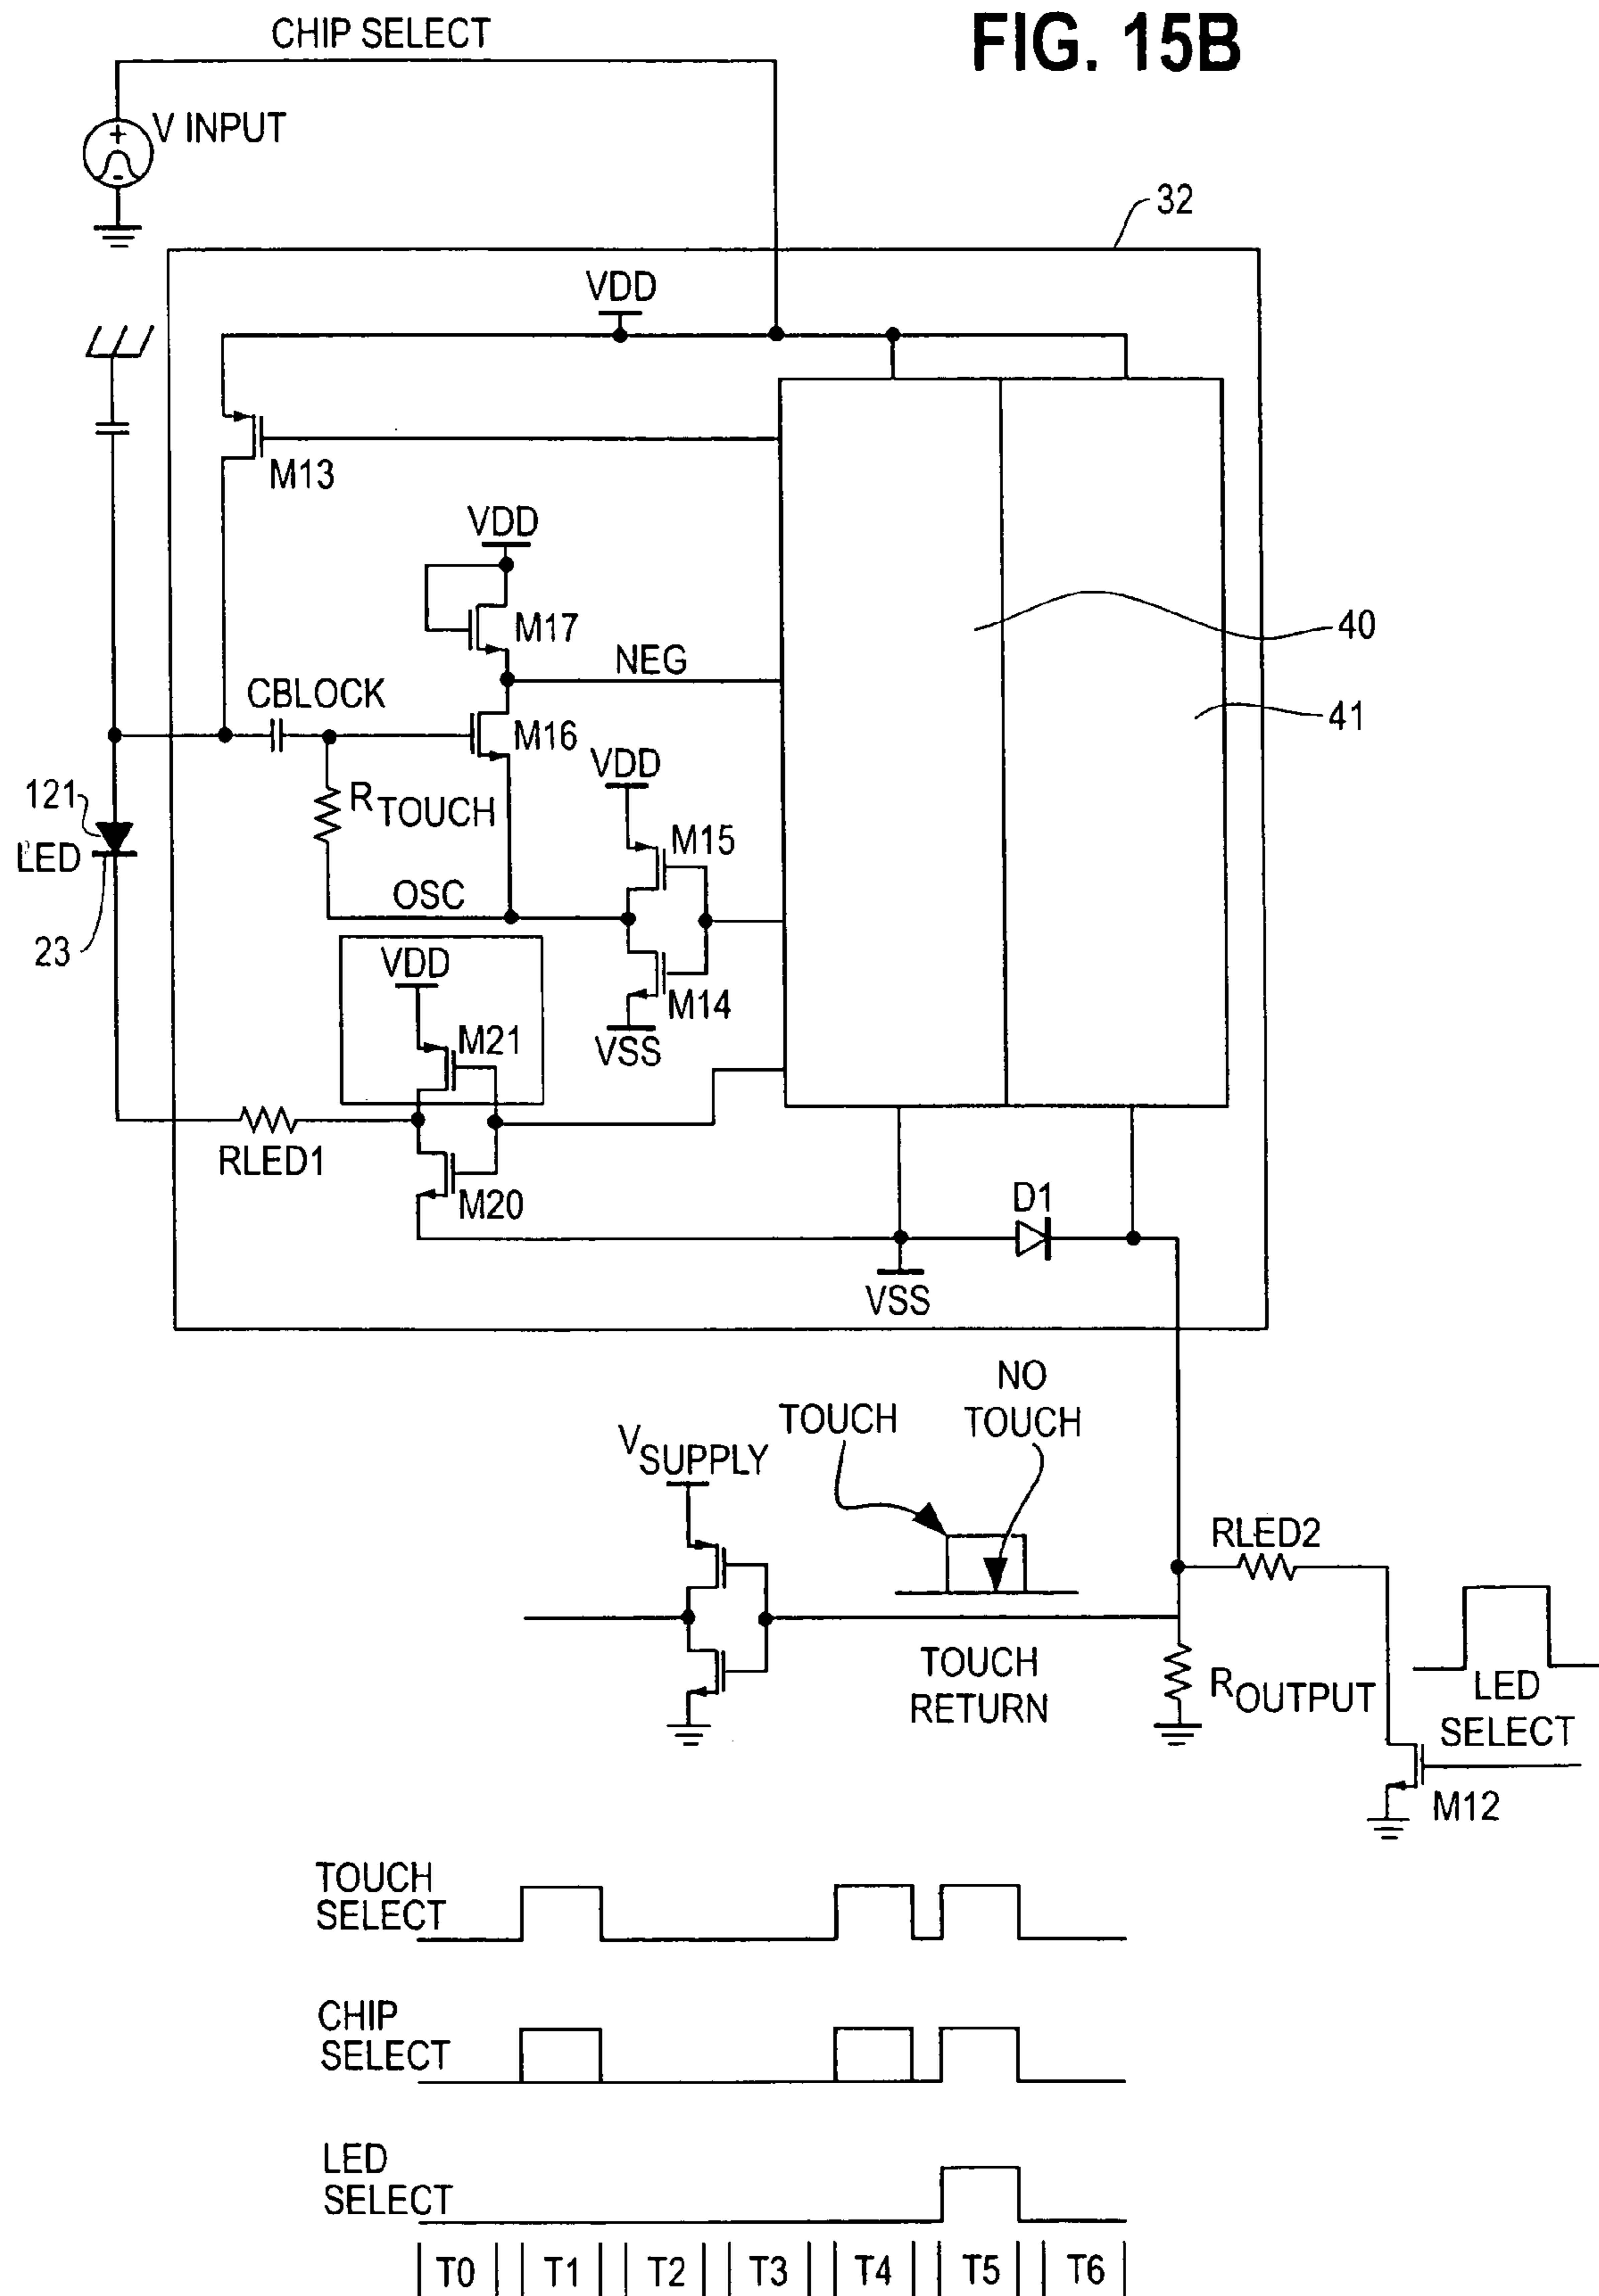 FIG. 15B
CHIP SELECT
V INPUT
+
-
32
VDD
M13
VDD
M17
NEG
40
CBLOCK
M16
41
VDD
R TOUCH
121
M15
LED
OSC
23
VDD
M14
M21
VSS
RLED1
M20
D1
VSS
NO
TOUCH
TOUCH
VSUPPLY
RLED2
TOUCH
RETURN
ROUTPUT
LED
SELECT
M12
TOUCH
SELECT
CHIP
SELECT
LED
SELECT
T0 T1 T2 T3 T4 T5 T6